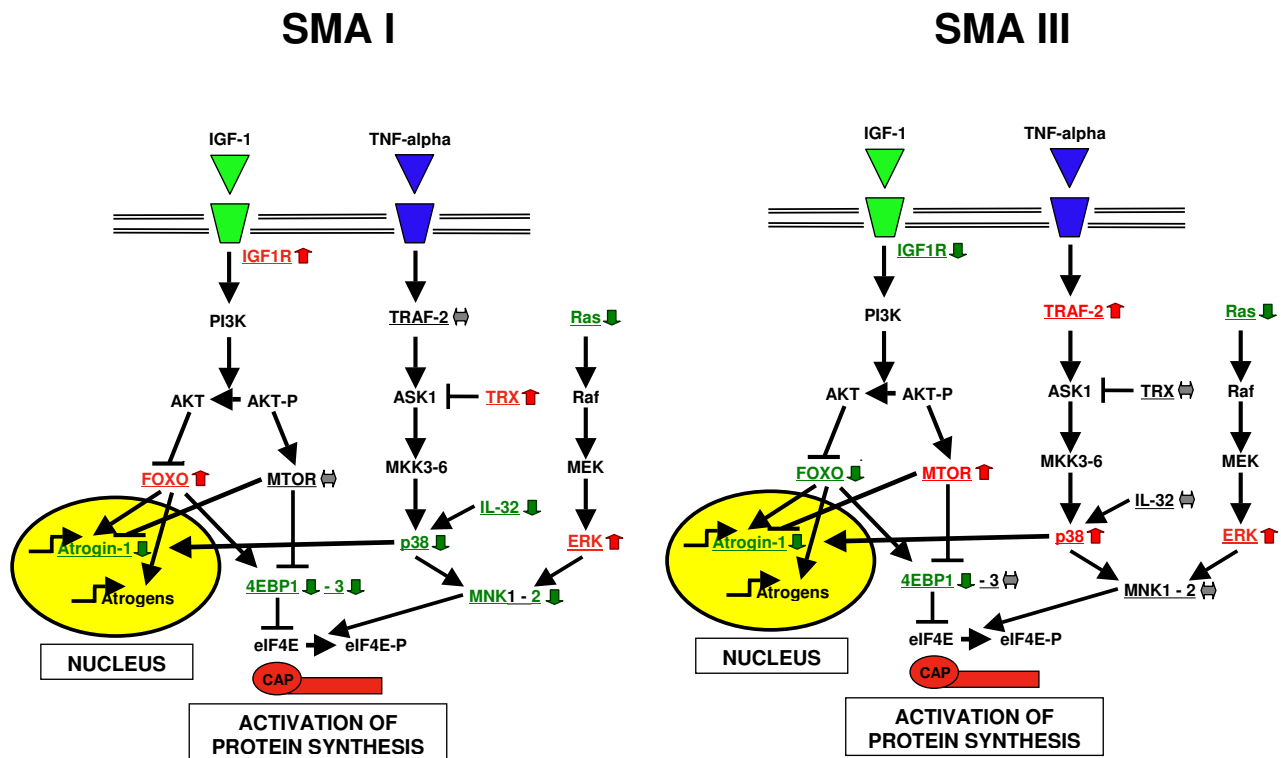 SMA I
IGF-1
TNF-alpha
IGF1R
PI3K
TRAF-2
Ras
AKT
AKT-P
ASK1
TRX
Raf
FOXO
MTOR
MKK3-6
MEK
IL-32
Atrogin-1
p38
ERK
4EBP1 - 3
MNK1 - 2
Atrogens
eIF4E
eIF4E-P
NUCLEUS
CAP
ACTIVATION OF
PROTEIN SYNTHESIS
SMA III
IGF-1
TNF-alpha
IGF1R
PI3K
TRAF-2
Ras
AKT
AKT-P
ASK1
TRX
Raf
FOXO
MTOR
MKK3-6
MEK
IL-32
Atrogin-1
p38
ERK
4EBP1 - 3
MNK1 - 2
Atrogens
eIF4E
eIF4E-P
NUCLEUS
CAP
ACTIVATION OF
PROTEIN SYNTHESIS